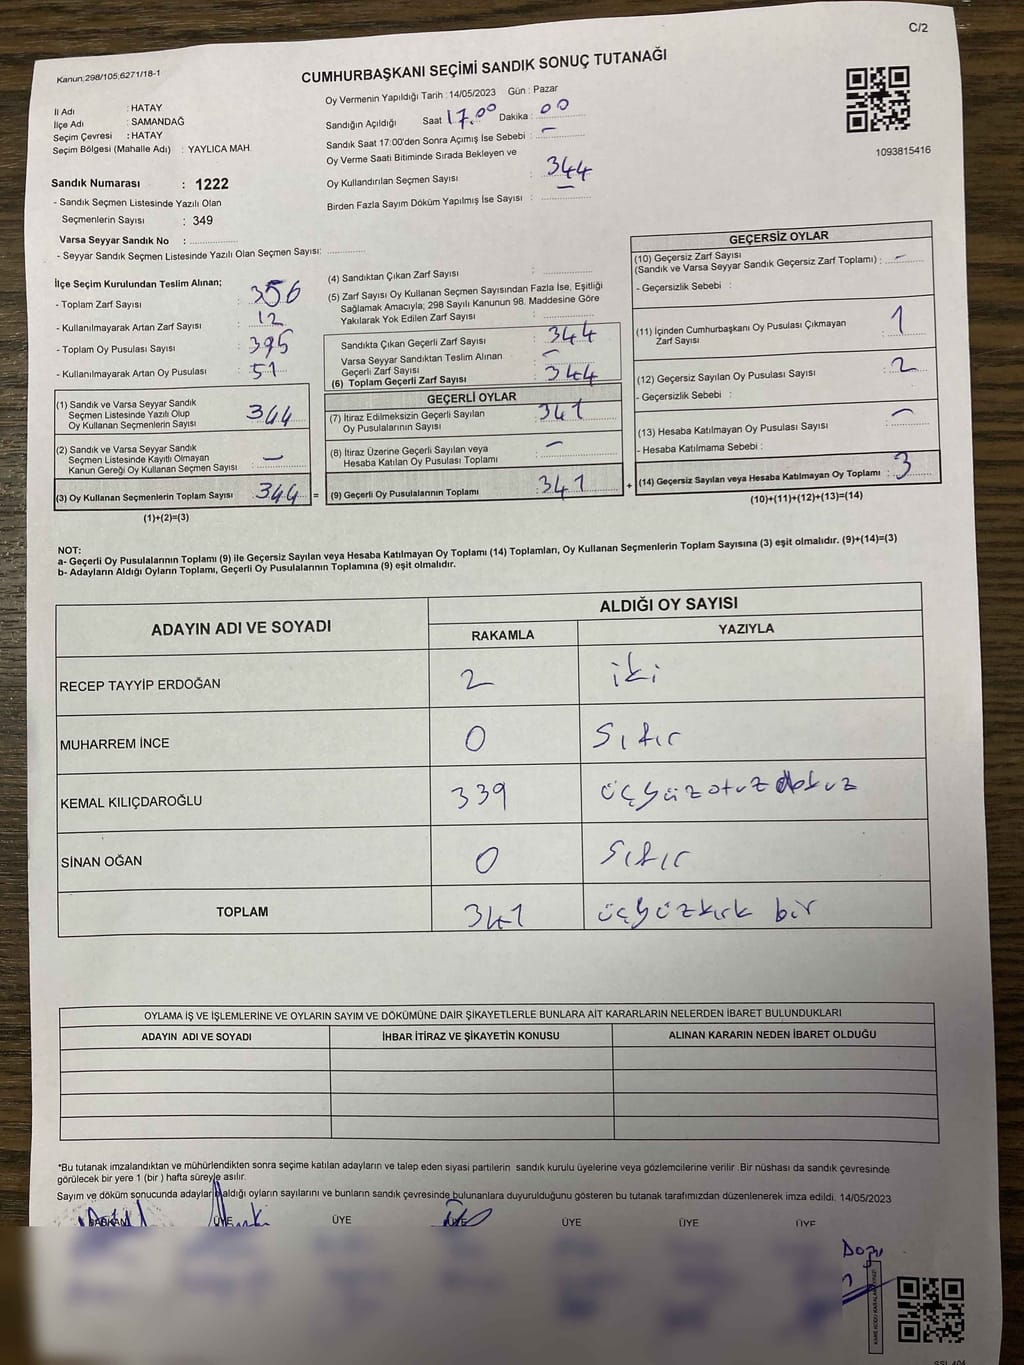 C/2
Kanun:298/105,6271/18-1
CUMHURBAŞKANI SEÇİMİ SANDIK SONUÇ TUTANAĞI
İl Adı : HATAY
İlçe Adı : SAMANDAĞ
Seçim Çevresi : HATAY
Seçim Bölgesi (Mahalle Adı) : YAYLICA MAH.
Sandık Numarası : 1222
- Sandık Seçmen Listesinde Yazılı Olan
Seçmenlerin Sayısı : 349
Varsa Seyyar Sandık No :
- Seyyar Sandık Seçmen Listesinde Yazılı Olan Seçmen Sayısı:
Oy Vermenin Yapıldığı Tarih : 14/05/2023 Gün : Pazar
Sandığın Açıldığı Saat 17.00 Dakika : 00
Sandık Saat 17:00'den Sonra Açımış İse Sebebi : -
Oy Verme Saati Bitiminde Sırada Bekleyen ve
Oy Kullandırılan Seçmen Sayısı : 344
Birden Fazla Sayım Döküm Yapılmış İse Sayısı : -
1093815416
İlçe Seçim Kurulundan Teslim Alınan;
- Toplam Zarf Sayısı : 356
- Kullanılmayarak Artan Zarf Sayısı : 12
- Toplam Oy Pusulası Sayısı : 395
- Kullanılmayarak Artan Oy Pusulası : 51
(1) Sandık ve Varsa Seyyar Sandık
Seçmen Listesinde Yazılı Olup
Oy Kullanan Seçmenlerin Sayısı : 344
(2) Sandık ve Varsa Seyyar Sandık
Seçmen Listesinde Kayıtlı Olmayan
Kanun Gereği Oy Kullanan Seçmen Sayısı : -
(3) Oy Kullanan Seçmenlerin Toplam Sayısı : 344 =
(1)+(2)=(3)
(4) Sandıktan Çıkan Zarf Sayısı :
(5) Zarf Sayısı Oy Kullanan Seçmen Sayısından Fazla İse, Eşitliği
Sağlamak Amacıyla; 298 Sayılı Kanunun 98. Maddesine Göre
Yakılarak Yok Edilen Zarf Sayısı :
Sandıkta Çıkan Geçerli Zarf Sayısı : 344
Varsa Seyyar Sandıktan Teslim Alınan
Geçerli Zarf Sayısı : -
(6) Toplam Geçerli Zarf Sayısı : 344
GEÇERLİ OYLAR
(7) İtiraz Edilmeksizin Geçerli Sayılan
Oy Pusulalarının Sayısı : 341
(8) İtiraz Üzerine Geçerli Sayılan veya
Hesaba Katılan Oy Pusulası Toplamı : -
(9) Geçerli Oy Pusulalarının Toplamı : 341 +
GEÇERSİZ OYLAR
(10) Geçersiz Zarf Sayısı
(Sandık ve Varsa Seyyar Sandık Geçersiz Zarf Toplamı) : -
- Geçersizlik Sebebi :
(11) İçinden Cumhurbaşkanı Oy Pusulası Çıkmayan
Zarf Sayısı : 1
(12) Geçersiz Sayılan Oy Pusulası Sayısı : 2
- Geçersizlik Sebebi :
(13) Hesaba Katılmayan Oy Pusulası Sayısı : -
- Hesaba Katılmama Sebebi :
(14) Geçersiz Sayılan veya Hesaba Katılmayan Oy Toplamı : 3
(10)+(11)+(12)+(13)=(14)
NOT:
a- Geçerli Oy Pusulalarının Toplamı (9) ile Geçersiz Sayılan veya Hesaba Katılmayan Oy Toplamı (14) Toplamları, Oy Kullanan Seçmenlerin Toplam Sayısına (3) eşit olmalıdır. (9)+(14)=(3)
b- Adayların Aldığı Oyların Toplamı, Geçerli Oy Pusulalarının Toplamına (9) eşit olmalıdır.
ADAYIN ADI VE SOYADI
ALDIĞI OY SAYISI
RAKAMLA YAZIYLA
RECEP TAYYİP ERDOĞAN 2 iki
MUHARREM İNCE 0 Sıfır
KEMAL KILIÇDAROĞLU 339 üçyüzotuzdokuz
SİNAN OĞAN 0 Sıfır
TOPLAM 341 üçyüzkırk bir
OYLAMA İŞ VE İŞLEMLERİNE VE OYLARIN SAYIM VE DÖKÜMÜNE DAİR ŞİKAYETLERLE BUNLARA AİT KARARLARIN NELERDEN İBARET BULUNDUKLARI
ADAYIN ADI VE SOYADI İHBAR İTİRAZ VE ŞİKAYETİN KONUSU ALINAN KARARIN NEDEN İBARET OLDUĞU
*Bu tutanak imzalandıktan ve mühürlendikten sonra seçime katılan adayların ve talep eden siyasi partilerin sandık kurulu üyelerine veya gözlemcilerine verilir .Bir nüshası da sandık çevresinde
görülecek bir yere 1 (bir ) hafta süreyle asılır.
Sayım ve döküm sonucunda adayların aldığı oyların sayılarını ve bunların sandık çevresinde bulunanlara duyurulduğunu gösteren bu tutanak tarafımızdan düzenlenerek imza edildi. 14/05/2023
BAŞKAN ÜYE ÜYE ÜYE ÜYE ÜYE ÜYE